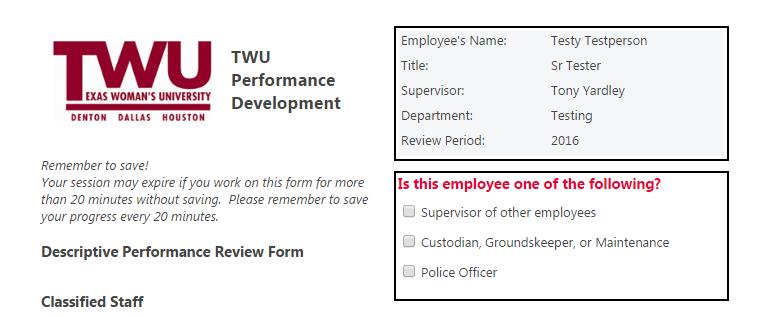 TWU
TEXAS WOMAN'S UNIVERSITY
DENTON DALLAS HOUSTON
TWU
Performance
Development
Employee's Name: Testy Testperson
Title: Sr Tester
Supervisor: Tony Yardley
Department: Testing
Review Period: 2016
Remember to save!
Your session may expire if you work on this form for more
than 20 minutes without saving.  Please remember to save
your progress every 20 minutes.
Is this employee one of the following?
Supervisor of other employees
Custodian, Groundskeeper, or Maintenance
Police Officer
Descriptive Performance Review Form
Classified Staff